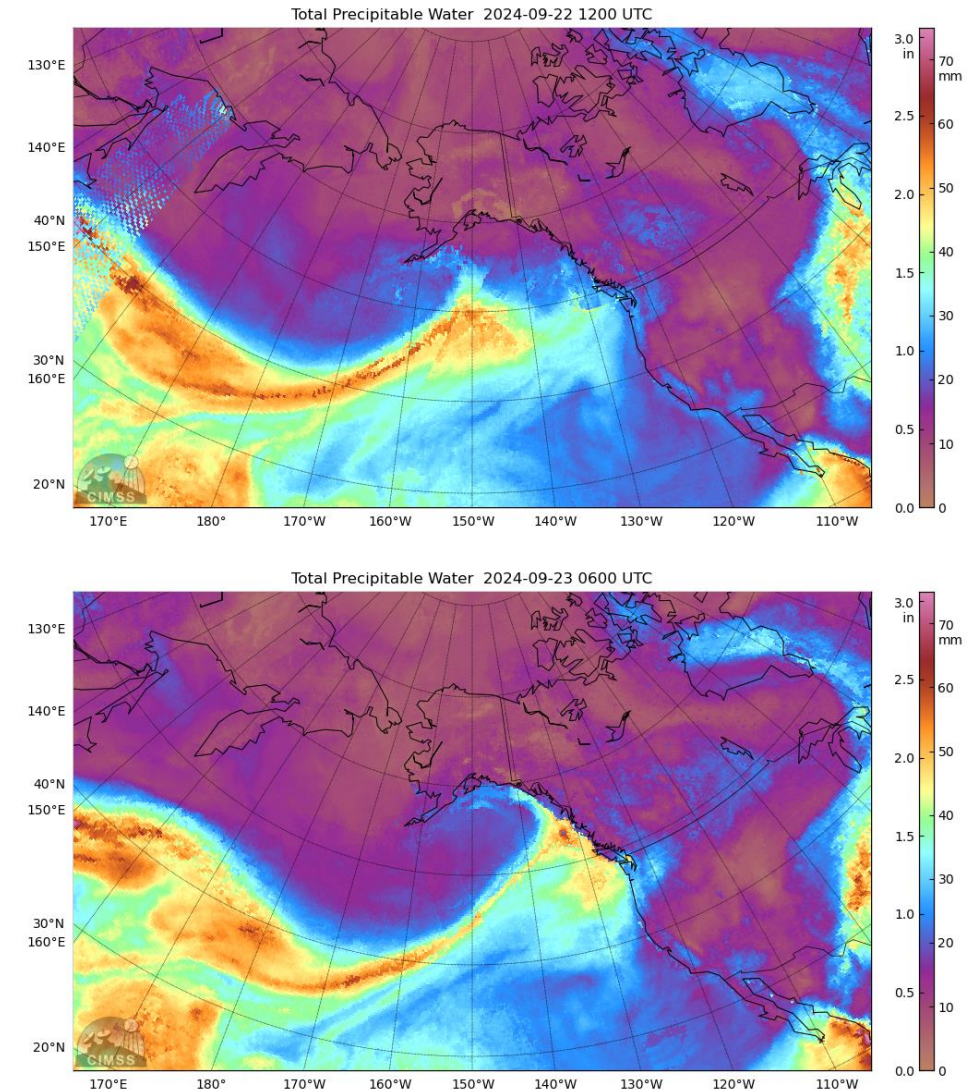 Total Precipitable Water 2024-09-22 1200 UTC
130°E
140°E
40°N
150°E
30°N
160°E
20°N
170°E 180° 170°W 160°W 150°W 140°W 130°W 120°W 110°W
3.0
in
2.5
2.0
1.5
1.0
0.5
0.0
70
mm
60
50
40
30
20
10
0
CIMSS
Total Precipitable Water 2024-09-23 0600 UTC
130°E
140°E
40°N
150°E
30°N
160°E
20°N
170°E 180° 170°W 160°W 150°W 140°W 130°W 120°W 110°W
3.0
in
2.5
2.0
1.5
1.0
0.5
0.0
70
mm
60
50
40
30
20
10
0
CIMSS